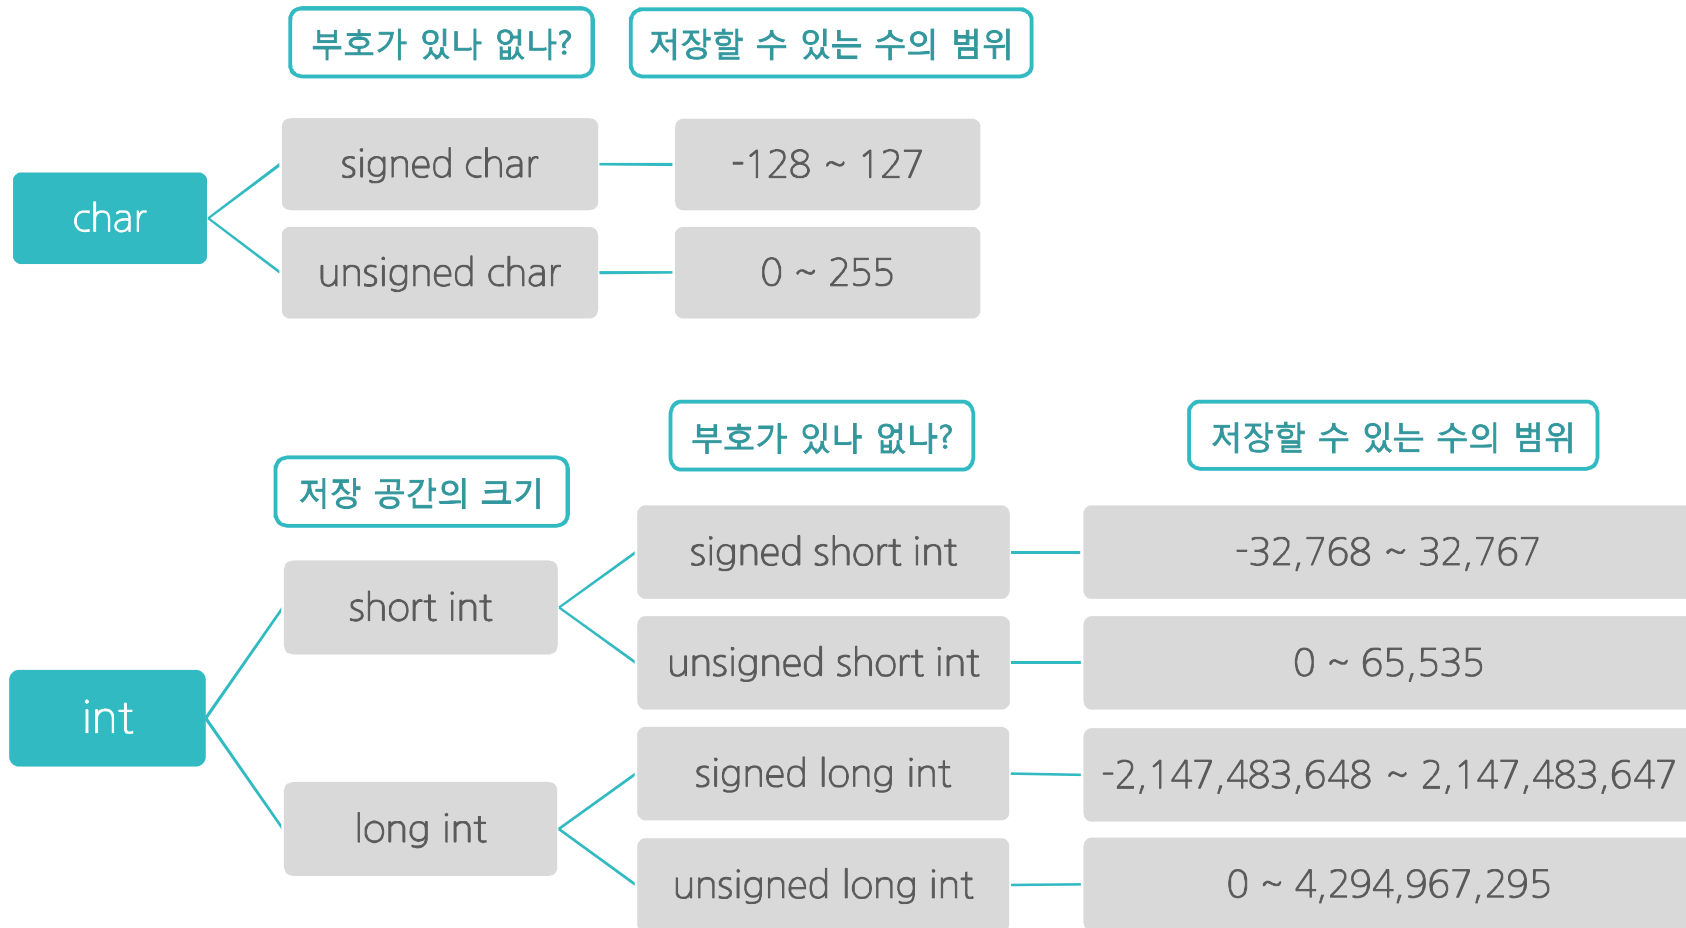 부호가 있나 없나?
저장할 수 있는 수의 범위
char
signed char
-128 ~ 127
unsigned char
0 ~ 255
저장 공간의 크기
부호가 있나 없나?
저장할 수 있는 수의 범위
int
short int
signed short int
-32,768 ~ 32,767
unsigned short int
0 ~ 65,535
long int
signed long int
-2,147,483,648 ~ 2,147,483,647
unsigned long int
0 ~ 4,294,967,295